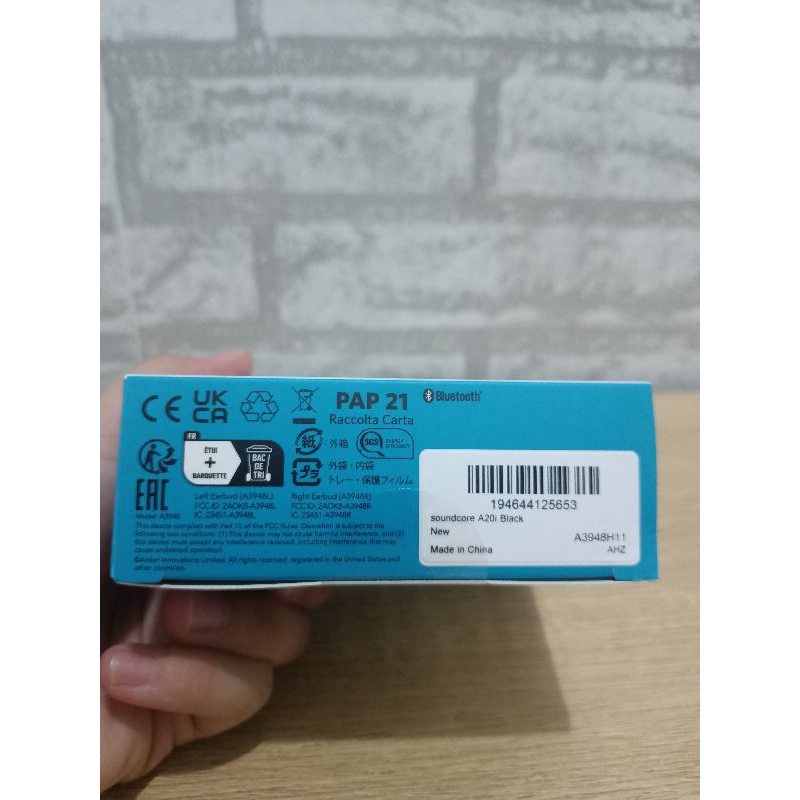 CE UK CA
PAP 21
Bluetooth®
Raccolta Carta
紙 外箱
SGS ENERGY EFFICIENCY
プラ 外袋・内袋
トレー・保護フィルム
FR
ÉTUI + BARQUETTE
BAC DE TRI
EAC
Model: A3948
Left Earbud (A3948L)
FCC ID: 2AOKB-A3948L
IC: 23451-A3948L
Right Earbud (A3948R)
FCC ID: 2AOKB-A3948R
IC: 23451-A3948R
This device complies with Part 15 of the FCC Rules. Operation is subject to the
following two conditions: (1) This device may not cause harmful interference, and (2)
this device must accept any interference received, including interference that may
cause undesired operation.
©Anker Innovations Limited. All rights reserved, registered in the United States and
other countries.
194644125653
soundcore A20i Black
New
A3948H11
Made in China
AHZ